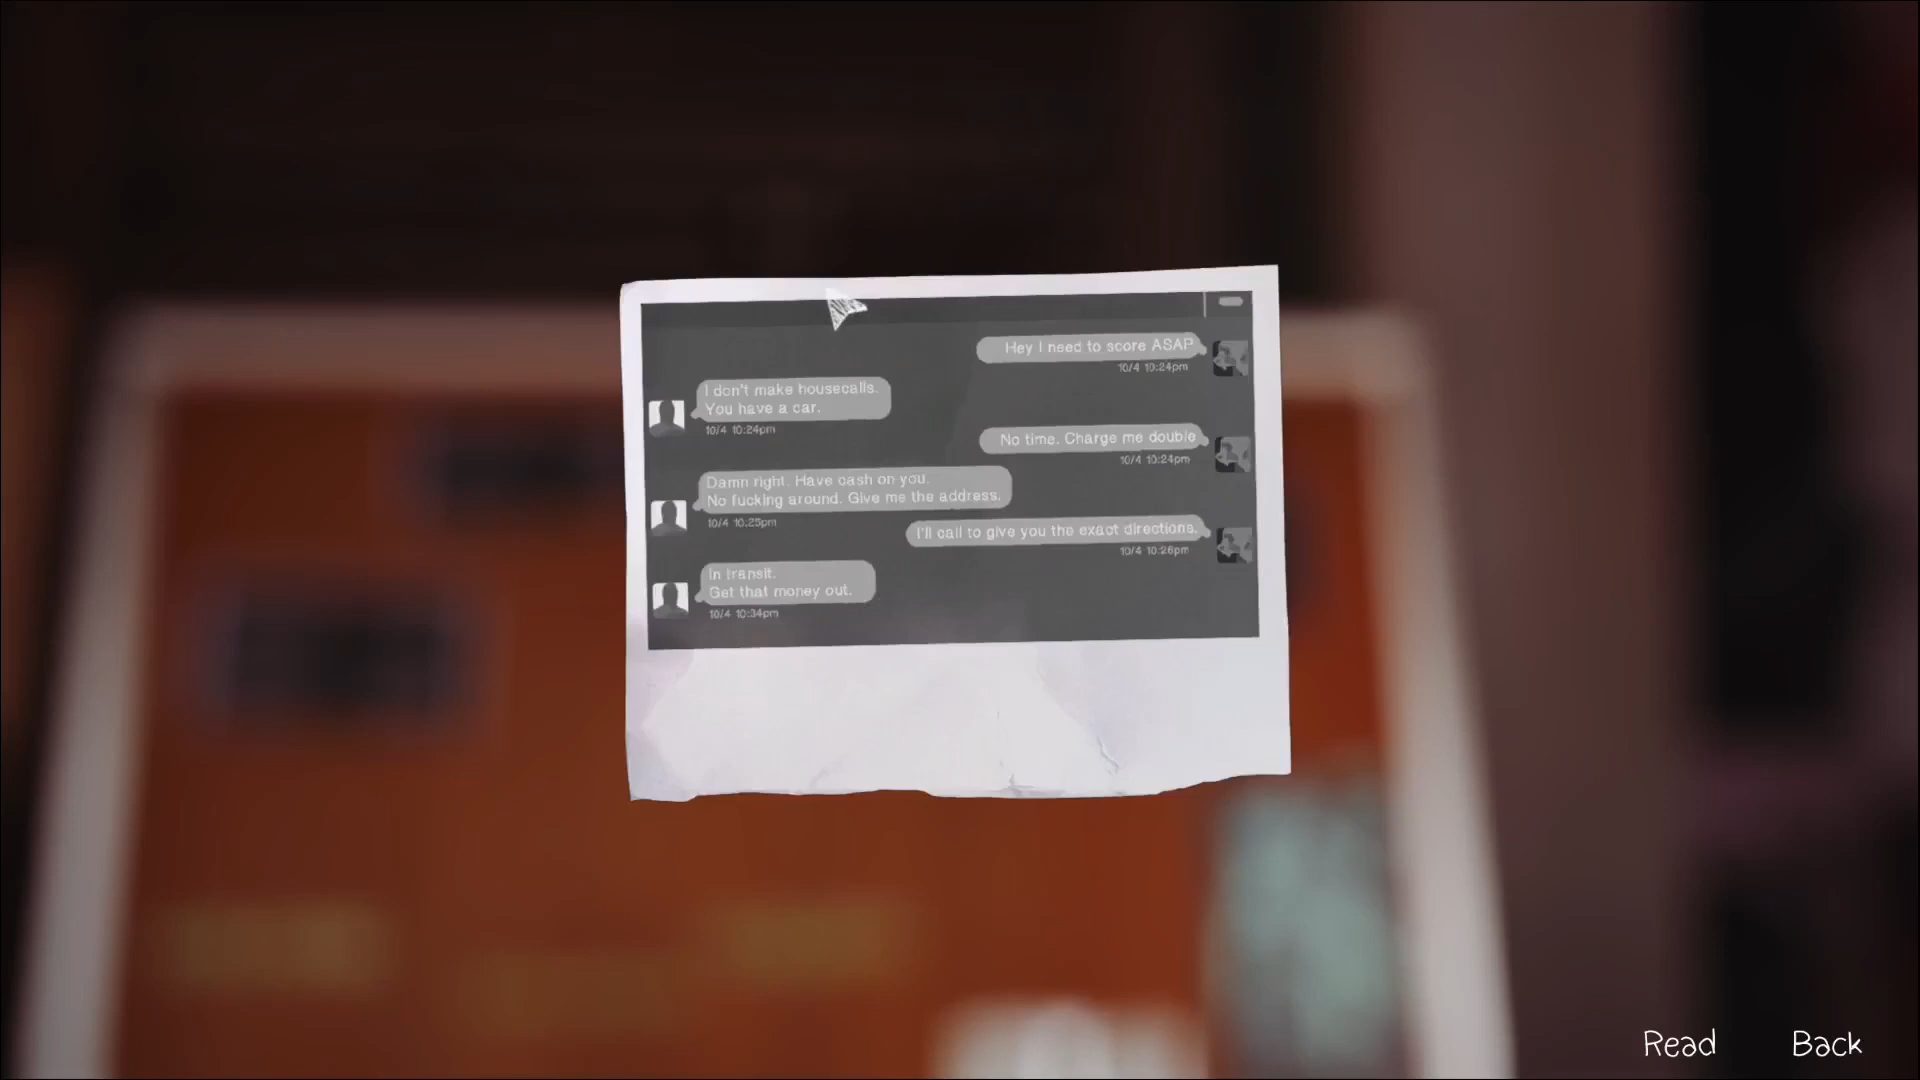 Hey I need to score ASAP
10/4 10:24pm
I don't make housecalls.
You have a car.
10/4 10:24pm
No time. Charge me double
10/4 10:24pm
Damn right. Have cash on you.
No fucking around. Give me the address.
10/4 10:25pm
I'll call to give you the exact directions.
10/4 10:26pm
In transit.
Get that money out.
10/4 10:34pm
Read
Back